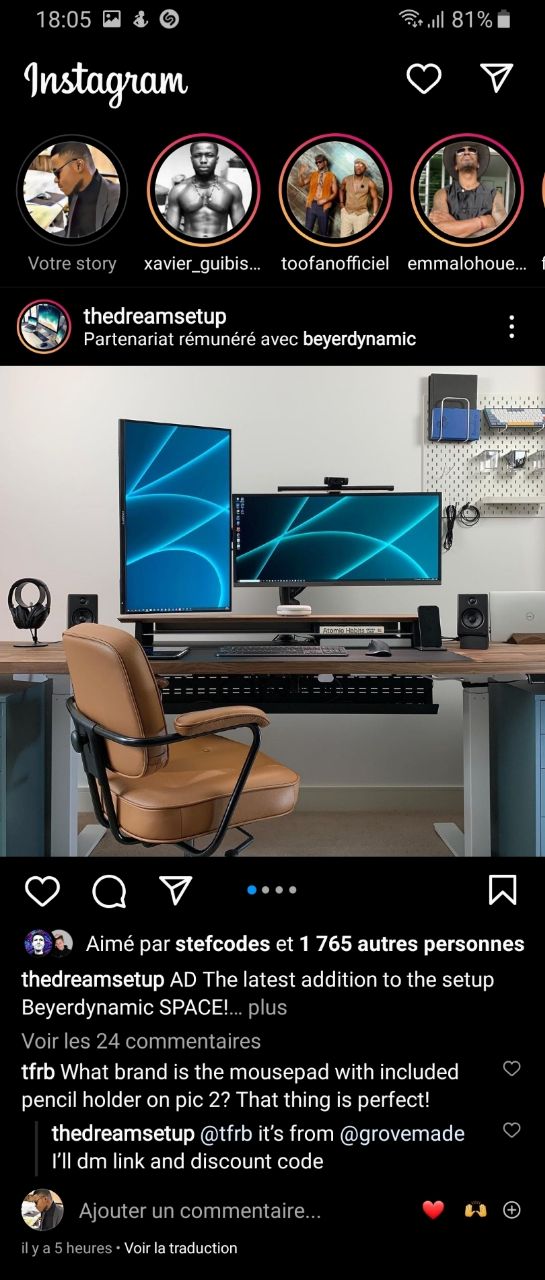 18:05
81%
Instagram
Votre story
xavier_guibis...
toofanofficiel
emmalohoue...
thedreamsetup
Partenariat rémunéré avec beyerdynamic
Atomic Habits
Aimé par stefcodes et 1 765 autres personnes
thedreamsetup AD The latest addition to the setup
Beyerdynamic SPACE!... plus
Voir les 24 commentaires
tfrb What brand is the mousepad with included
pencil holder on pic 2? That thing is perfect!
thedreamsetup @tfrb it's from @grovemade
I'll dm link and discount code
Ajouter un commentaire...
il y a 5 heures • Voir la traduction